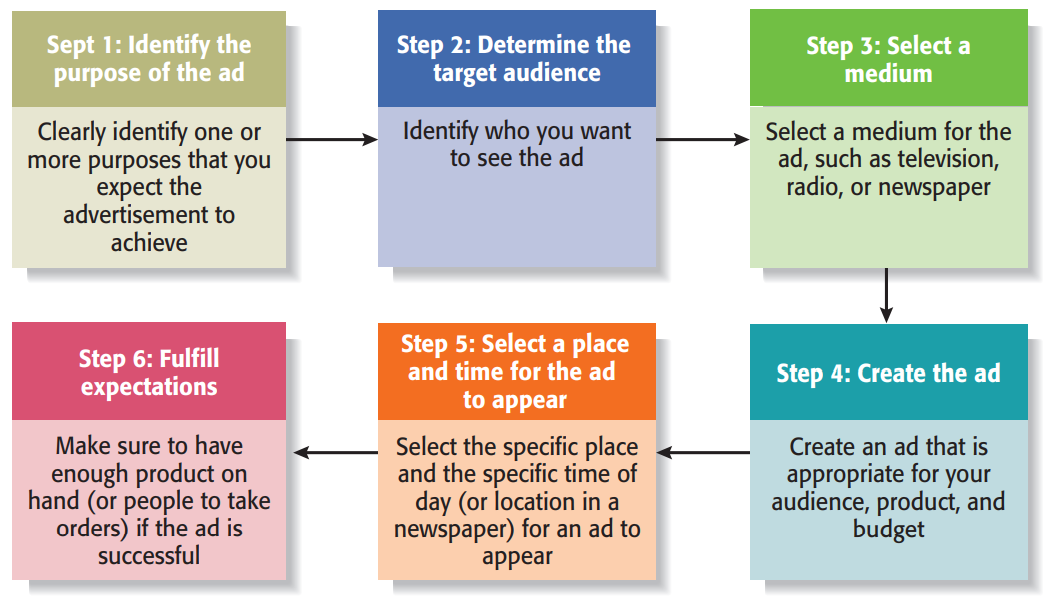 Sept 1: Identify the
purpose of the ad
Clearly identify one or
more purposes that you
expect the
advertisement to
achieve
Step 2: Determine the
target audience
Identify who you want
to see the ad
Step 3: Select a
medium
Select a medium for the
ad, such as television,
radio, or newspaper
Step 4: Create the ad
Create an ad that is
appropriate for your
audience, product, and
budget
Step 5: Select a place
and time for the ad
to appear
Select the specific place
and the specific time of
day (or location in a
newspaper) for an ad to
appear
Step 6: Fulfill
expectations
Make sure to have
enough product on
hand (or people to take
orders) if the ad is
successful